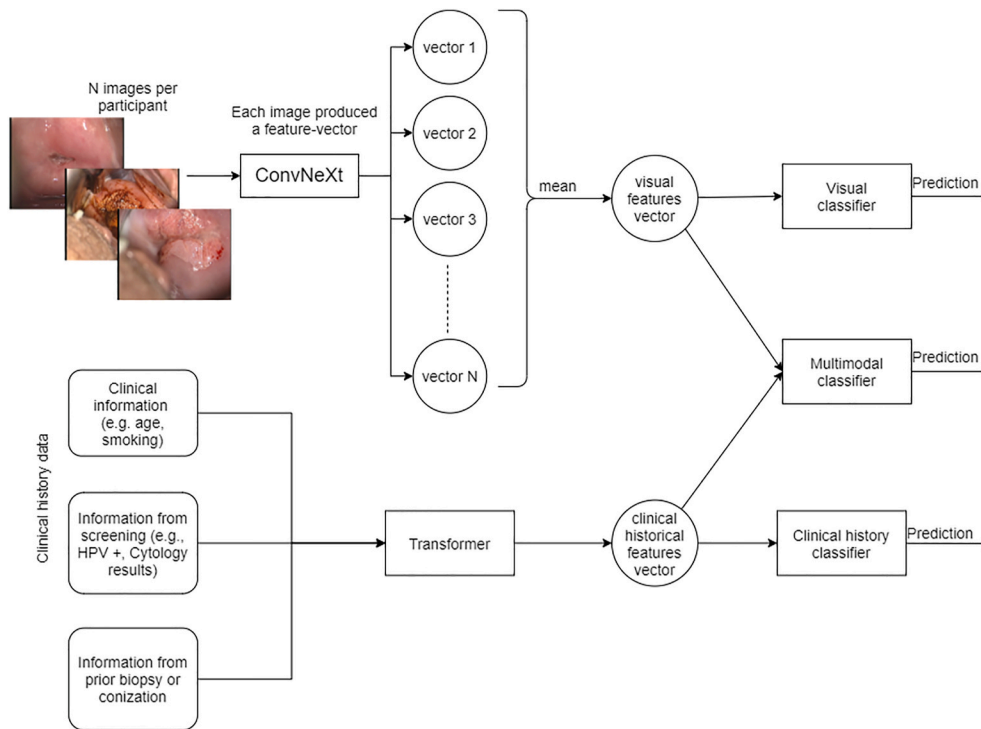 N images per
participant
Each image produced
a feature-vector
ConvNeXt
vector 1
vector 2
vector 3
vector N
mean
visual
features
vector
Visual
classifier
Prediction
Multimodal
classifier
Prediction
Clinical history data
Clinical
information
(e.g. age,
smoking)
Information from
screening (e.g.,
HPV +, Cytology
results)
Information from
prior biopsy or
conization
Transformer
clinical
historical
features
vector
Clinical history
classifier
Prediction